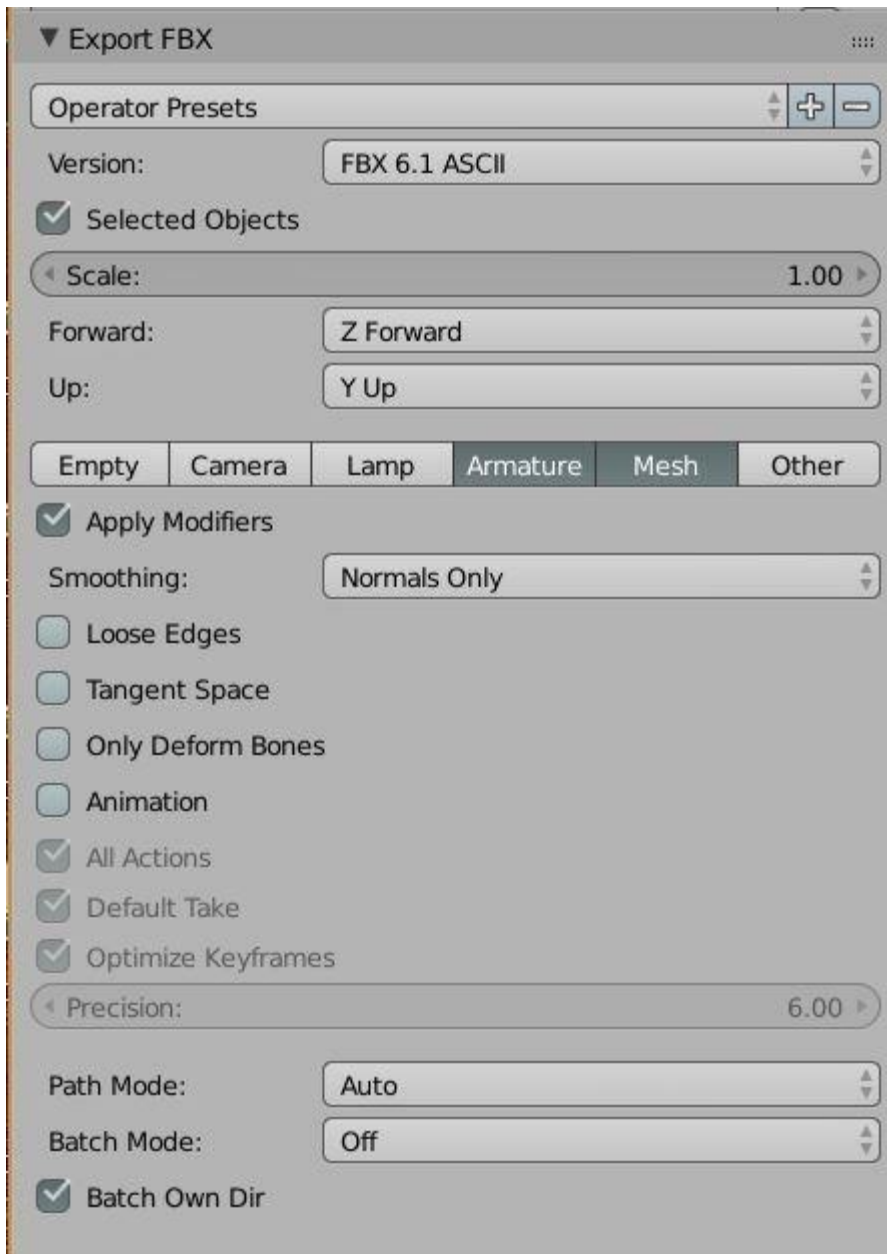 Export FBX
Operator Presets
Version: FBX 6.1 ASCII
Selected Objects
Scale: 1.00
Forward: Z Forward
Up: Y Up
Empty Camera Lamp Armature Mesh Other
Apply Modifiers
Smoothing: Normals Only
Loose Edges
Tangent Space
Only Deform Bones
Animation
All Actions
Default Take
Optimize Keyframes
Precision: 6.00
Path Mode: Auto
Batch Mode: Off
Batch Own Dir